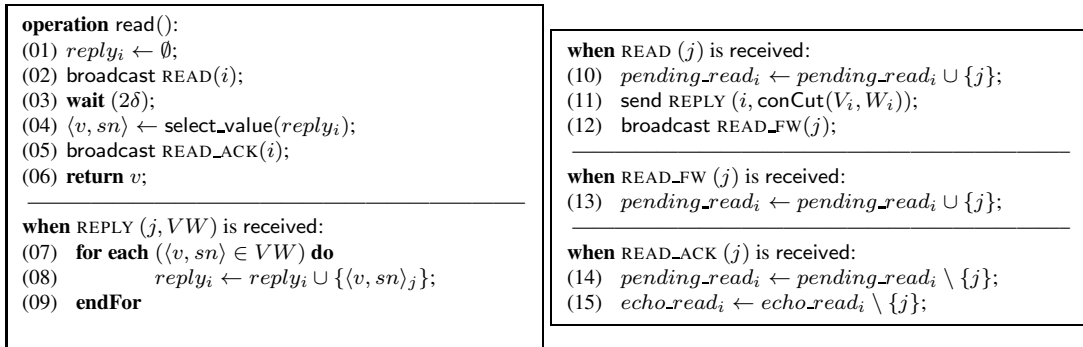 operation read():
(01) reply_i ← ∅;
(02) broadcast READ(i);
(03) wait (2δ);
(04) ⟨v, sn⟩ ← select_value(reply_i);
(05) broadcast READ_ACK(i);
(06) return v;
when REPLY (j, VW) is received:
(07) for each (⟨v, sn⟩ ∈ VW) do
(08) reply_i ← reply_i ∪ {⟨v, sn⟩_j};
(09) endFor
when READ (j) is received:
(10) pending_read_i ← pending_read_i ∪ {j};
(11) send REPLY (i, conCut(V_i, W_i));
(12) broadcast READ_FW(j);
when READ_FW (j) is received:
(13) pending_read_i ← pending_read_i ∪ {j};
when READ_ACK (j) is received:
(14) pending_read_i ← pending_read_i \ {j};
(15) echo_read_i ← echo_read_i \ {j};